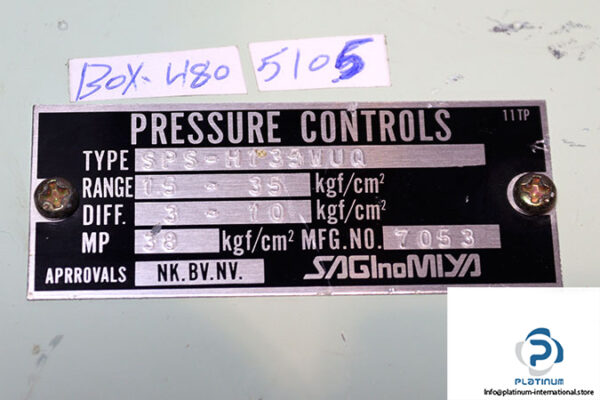 BOX-480 5105
PRESSURE CONTROLS 11TP
TYPE SPS-H134WUQ
RANGE 15 - 35 kgf/cm²
DIFF. 3 - 10 kgf/cm²
MP 38 kgf/cm² MFG.NO. 7053
APRROVALS NK.BV.NV. SAGInoMIYA
PLATINUM
Info@platinum-international.store